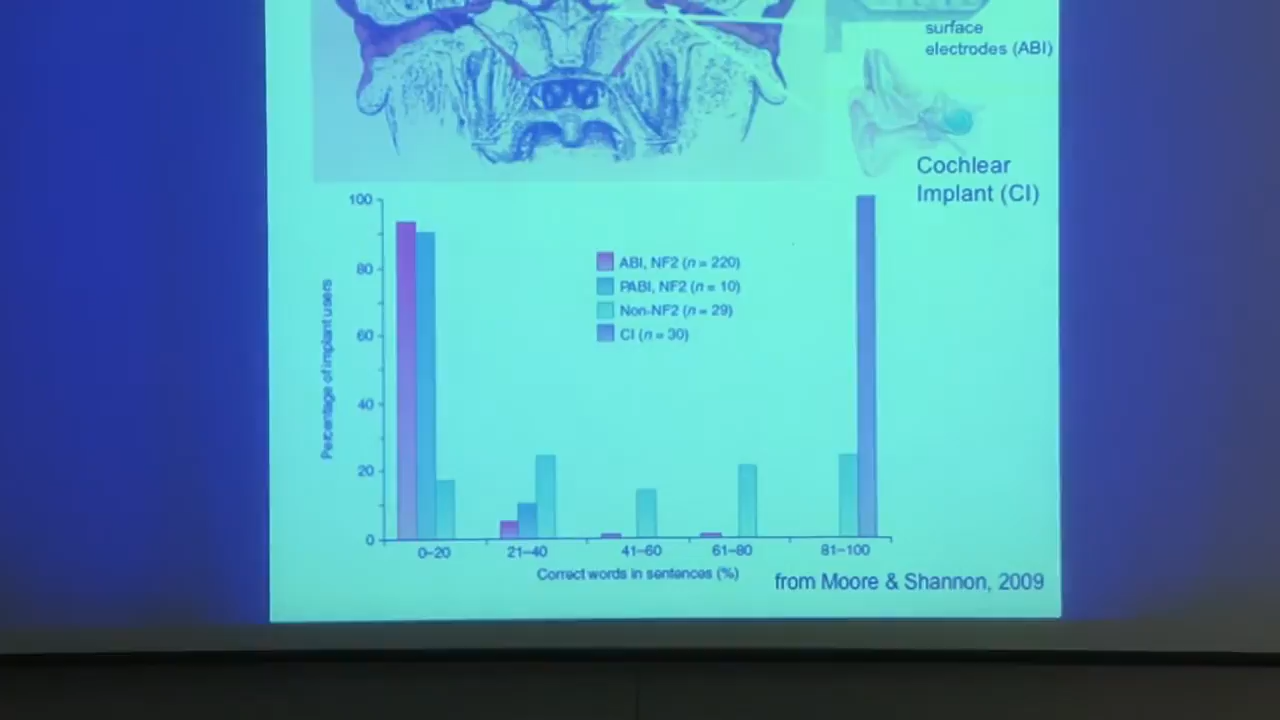 surface
electrodes (ABI)
Cochlear
Implant (CI)
100
80
60
40
20
0
Percentage of implant users
ABI, NF2 (n = 220)
PABI, NF2 (n = 10)
Non-NF2 (n = 29)
CI (n = 30)
0–20 21–40 41–60 61–80 81–100
Correct words in sentences (%)
from Moore & Shannon, 2009